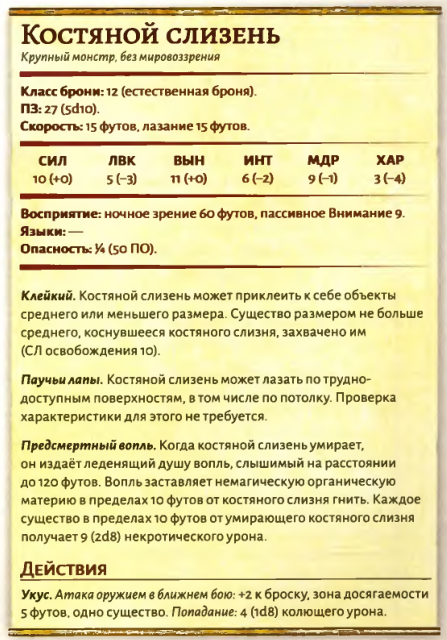 Костяной слизень
Крупный монстр, без мировоззрения
Класс брони: 12 (естественная броня).
ПЗ: 27 (5d10).
Скорость: 15 футов, лазание 15 футов.
СИЛ ЛВК ВЫН ИНТ МДР ХАР
10 (+0) 5 (−3) 11 (+0) 6 (−2) 9 (−1) 3 (−4)
Восприятие: ночное зрение 60 футов, пассивное Внимание 9.
Языки: —
Опасность: ¼ (50 ПО).
Клейкий. Костяной слизень может приклеить к себе объекты
среднего или меньшего размера. Существо размером не больше
среднего, коснувшееся костяного слизня, захвачено им
(СЛ освобождения 10).
Паучьи лапы. Костяной слизень может лазать по трудно-
доступным поверхностям, в том числе по потолку. Проверка
характеристики для этого не требуется.
Предсмертный вопль. Когда костяной слизень умирает,
он издаёт леденящий душу вопль, слышимый на расстоянии
до 120 футов. Вопль заставляет немагическую органическую
материю в пределах 10 футов от костяного слизня гнить. Каждое
существо в пределах 10 футов от умирающего костяного слизня
получает 9 (2d8) некротического урона.
Действия
Укус. Атака оружием в ближнем бою: +2 к броску, зона досягаемости
5 футов, одно существо. Попадание: 4 (1d8) колющего урона.